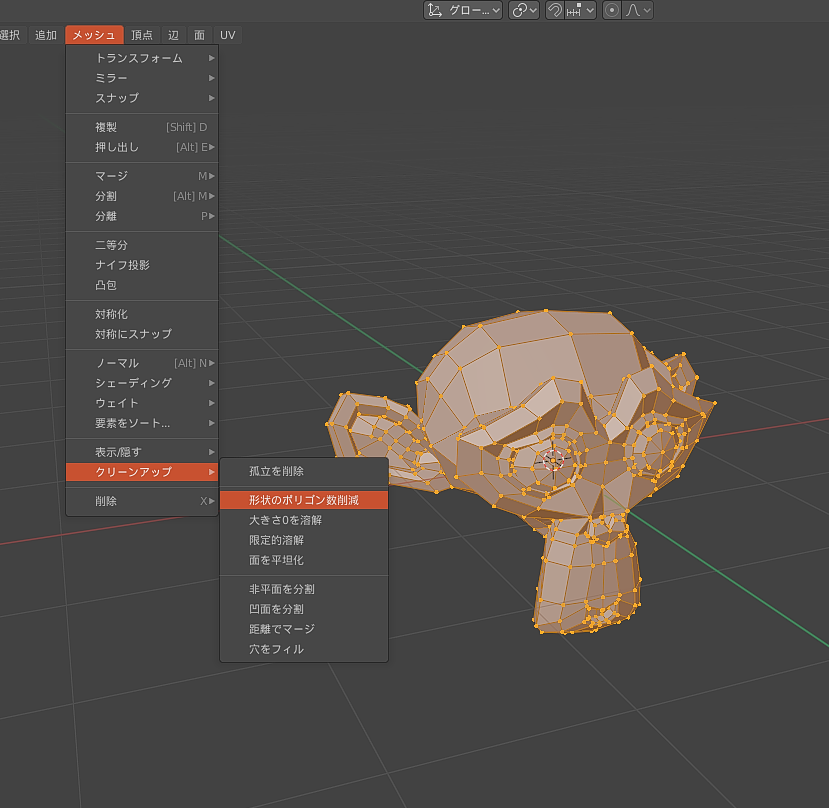 グロー...
選択 追加 メッシュ 頂点 辺 面 UV
トランスフォーム
ミラー
スナップ
複製 [Shift] D
押し出し [Alt] E
マージ M
分割 [Alt] M
分離 P
二等分
ナイフ投影
凸包
対称化
対称にスナップ
ノーマル [Alt] N
シェーディング
ウェイト
要素をソート...
表示/隠す
クリーンアップ
削除 X
孤立を削除
形状のポリゴン数削減
大きさ0を溶解
限定的溶解
面を平坦化
非平面を分割
凹面を分割
距離でマージ
穴をフィル